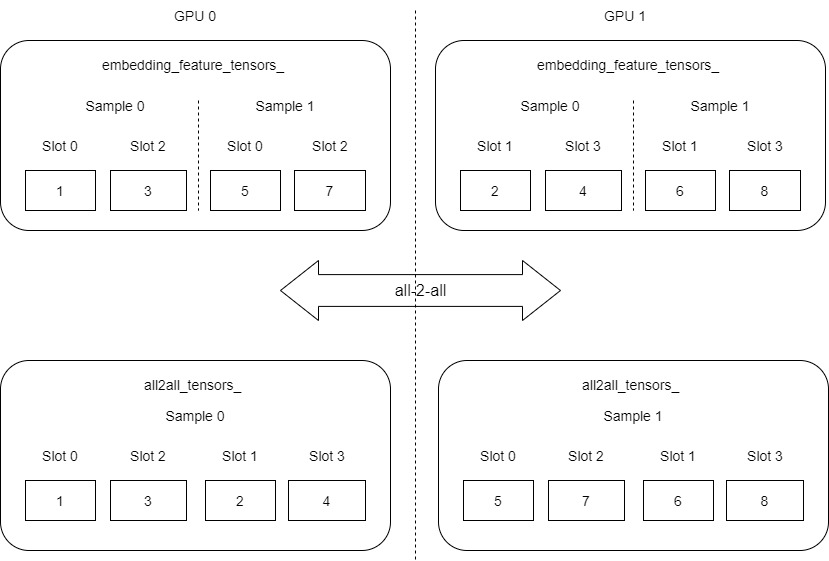 GPU 0
GPU 1
embedding_feature_tensors_
Sample 0
Sample 1
Slot 0
Slot 2
Slot 0
Slot 2
1
3
5
7
embedding_feature_tensors_
Sample 0
Sample 1
Slot 1
Slot 3
Slot 1
Slot 3
2
4
6
8
all-2-all
all2all_tensors_
Sample 0
Slot 0
Slot 2
Slot 1
Slot 3
1
3
2
4
all2all_tensors_
Sample 1
Slot 0
Slot 2
Slot 1
Slot 3
5
7
6
8